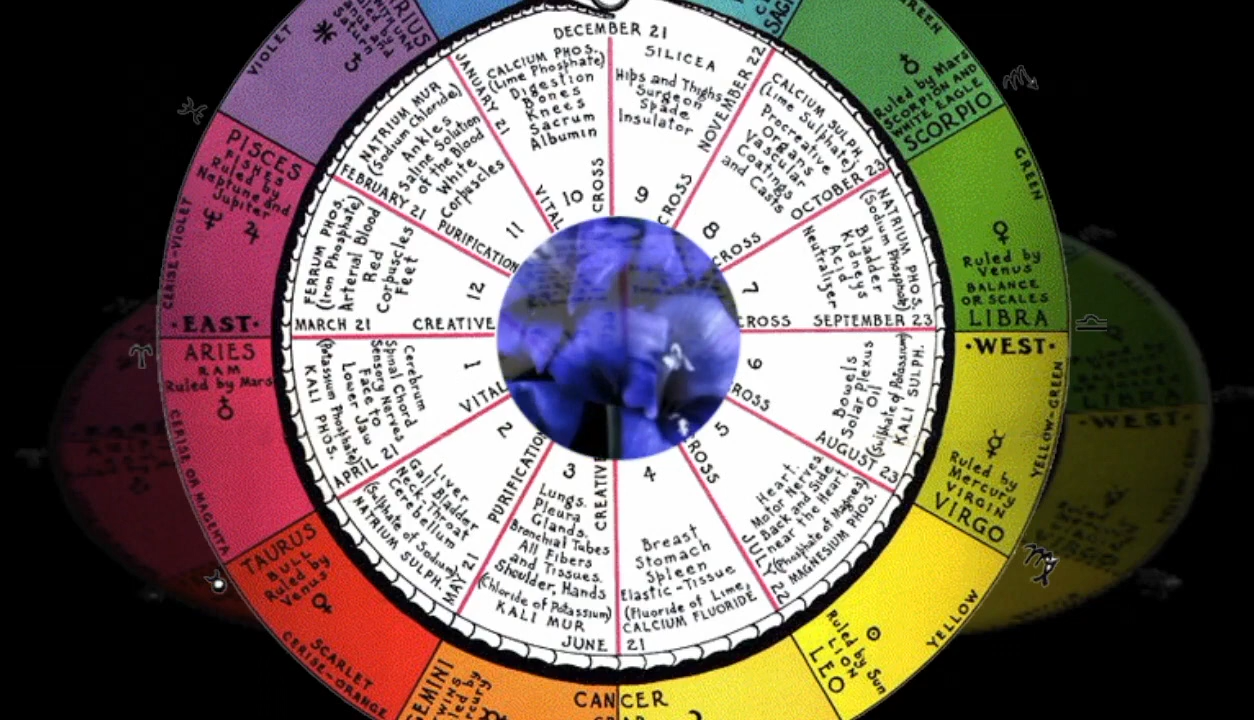 VIOLET
Saturn
GREEN
Ruled by Mars
SCORPION AND
WHITE EAGLE
SCORPIO
PISCES
FISHES
Ruled by
Neptune and
Jupiter
CERISE-VIOLET
·EAST·
ARIES
RAM
Ruled by Mars
CERISE OR MAGENTA
TAURUS
BULL
Ruled by
Venus
SCARLET
CERISE-ORANGE
GREEN
Ruled by
Venus
BALANCE
OR SCALES
LIBRA
·WEST·
YELLOW-GREEN
Ruled by
Mercury
VIRGIN
VIRGO
YELLOW
Ruled by Sun
LION
LEO
CANCER
DECEMBER 21
SILICEA
Hips and Thighs
Surgeon
Spade
Insulator
9
CROSS
NOVEMBER 22
CALCIUM SULPH.
(Lime Sulphate)
Procreative
Organs
Vascular
Coatings
and Casts
8
CROSS
OCTOBER 23
NATRIUM PHOS.
(Sodium Phosphate)
Bladder
Kidneys
Acid
Neutralizer
7
CROSS
SEPTEMBER 23
6
Bowels
Solar Plexus
Oil
(Sulphate of Potassium)
KALI SULPH.
AUGUST 23
5
Heart.
Motor Nerves
Back and Side
near the Heart.
(Phosphate of Magnesia)
MAGNESIUM PHOS.
JULY 22
4
Breast
Stomach
Spleen
Elastic-Tissue
(Fluoride of Lime)
CALCIUM FLUORIDE
JUNE 21
CREATIVE
3
Lungs.
Pleura
Glands.
Bronchial Tubes
All Fibers
and Tissues.
Shoulder, Hands
(Chloride of Potassium)
KALI MUR
MAY 21
PURIFICATION
2
Liver
Gall Bladder
Neck-Throat
Cerebellum
(Sulphate of Sodium)
NATRIUM SULPH.
APRIL 21
VITAL
1
Cerebrum
Spinal Chord
Sensory Nerves
Face to
Lower Jaw
(Potassium Phosphate)
KALI PHOS.
MARCH 21
CREATIVE
12
FERRUM PHOS.
(Iron Phosphate)
Arterial Blood
Red
Corpuscles
Feet
FEBRUARY 21
PURIFICATION
11
NATRIUM MUR
(Sodium Chloride)
Ankles
Saline Solution
of the Blood
White
Corpuscles
JANUARY 21
VITAL
10
CROSS
CALCIUM PHOS.
(Lime Phosphate)
Digestion
Bones
Knees
Sacrum
Albumin
·WEST·